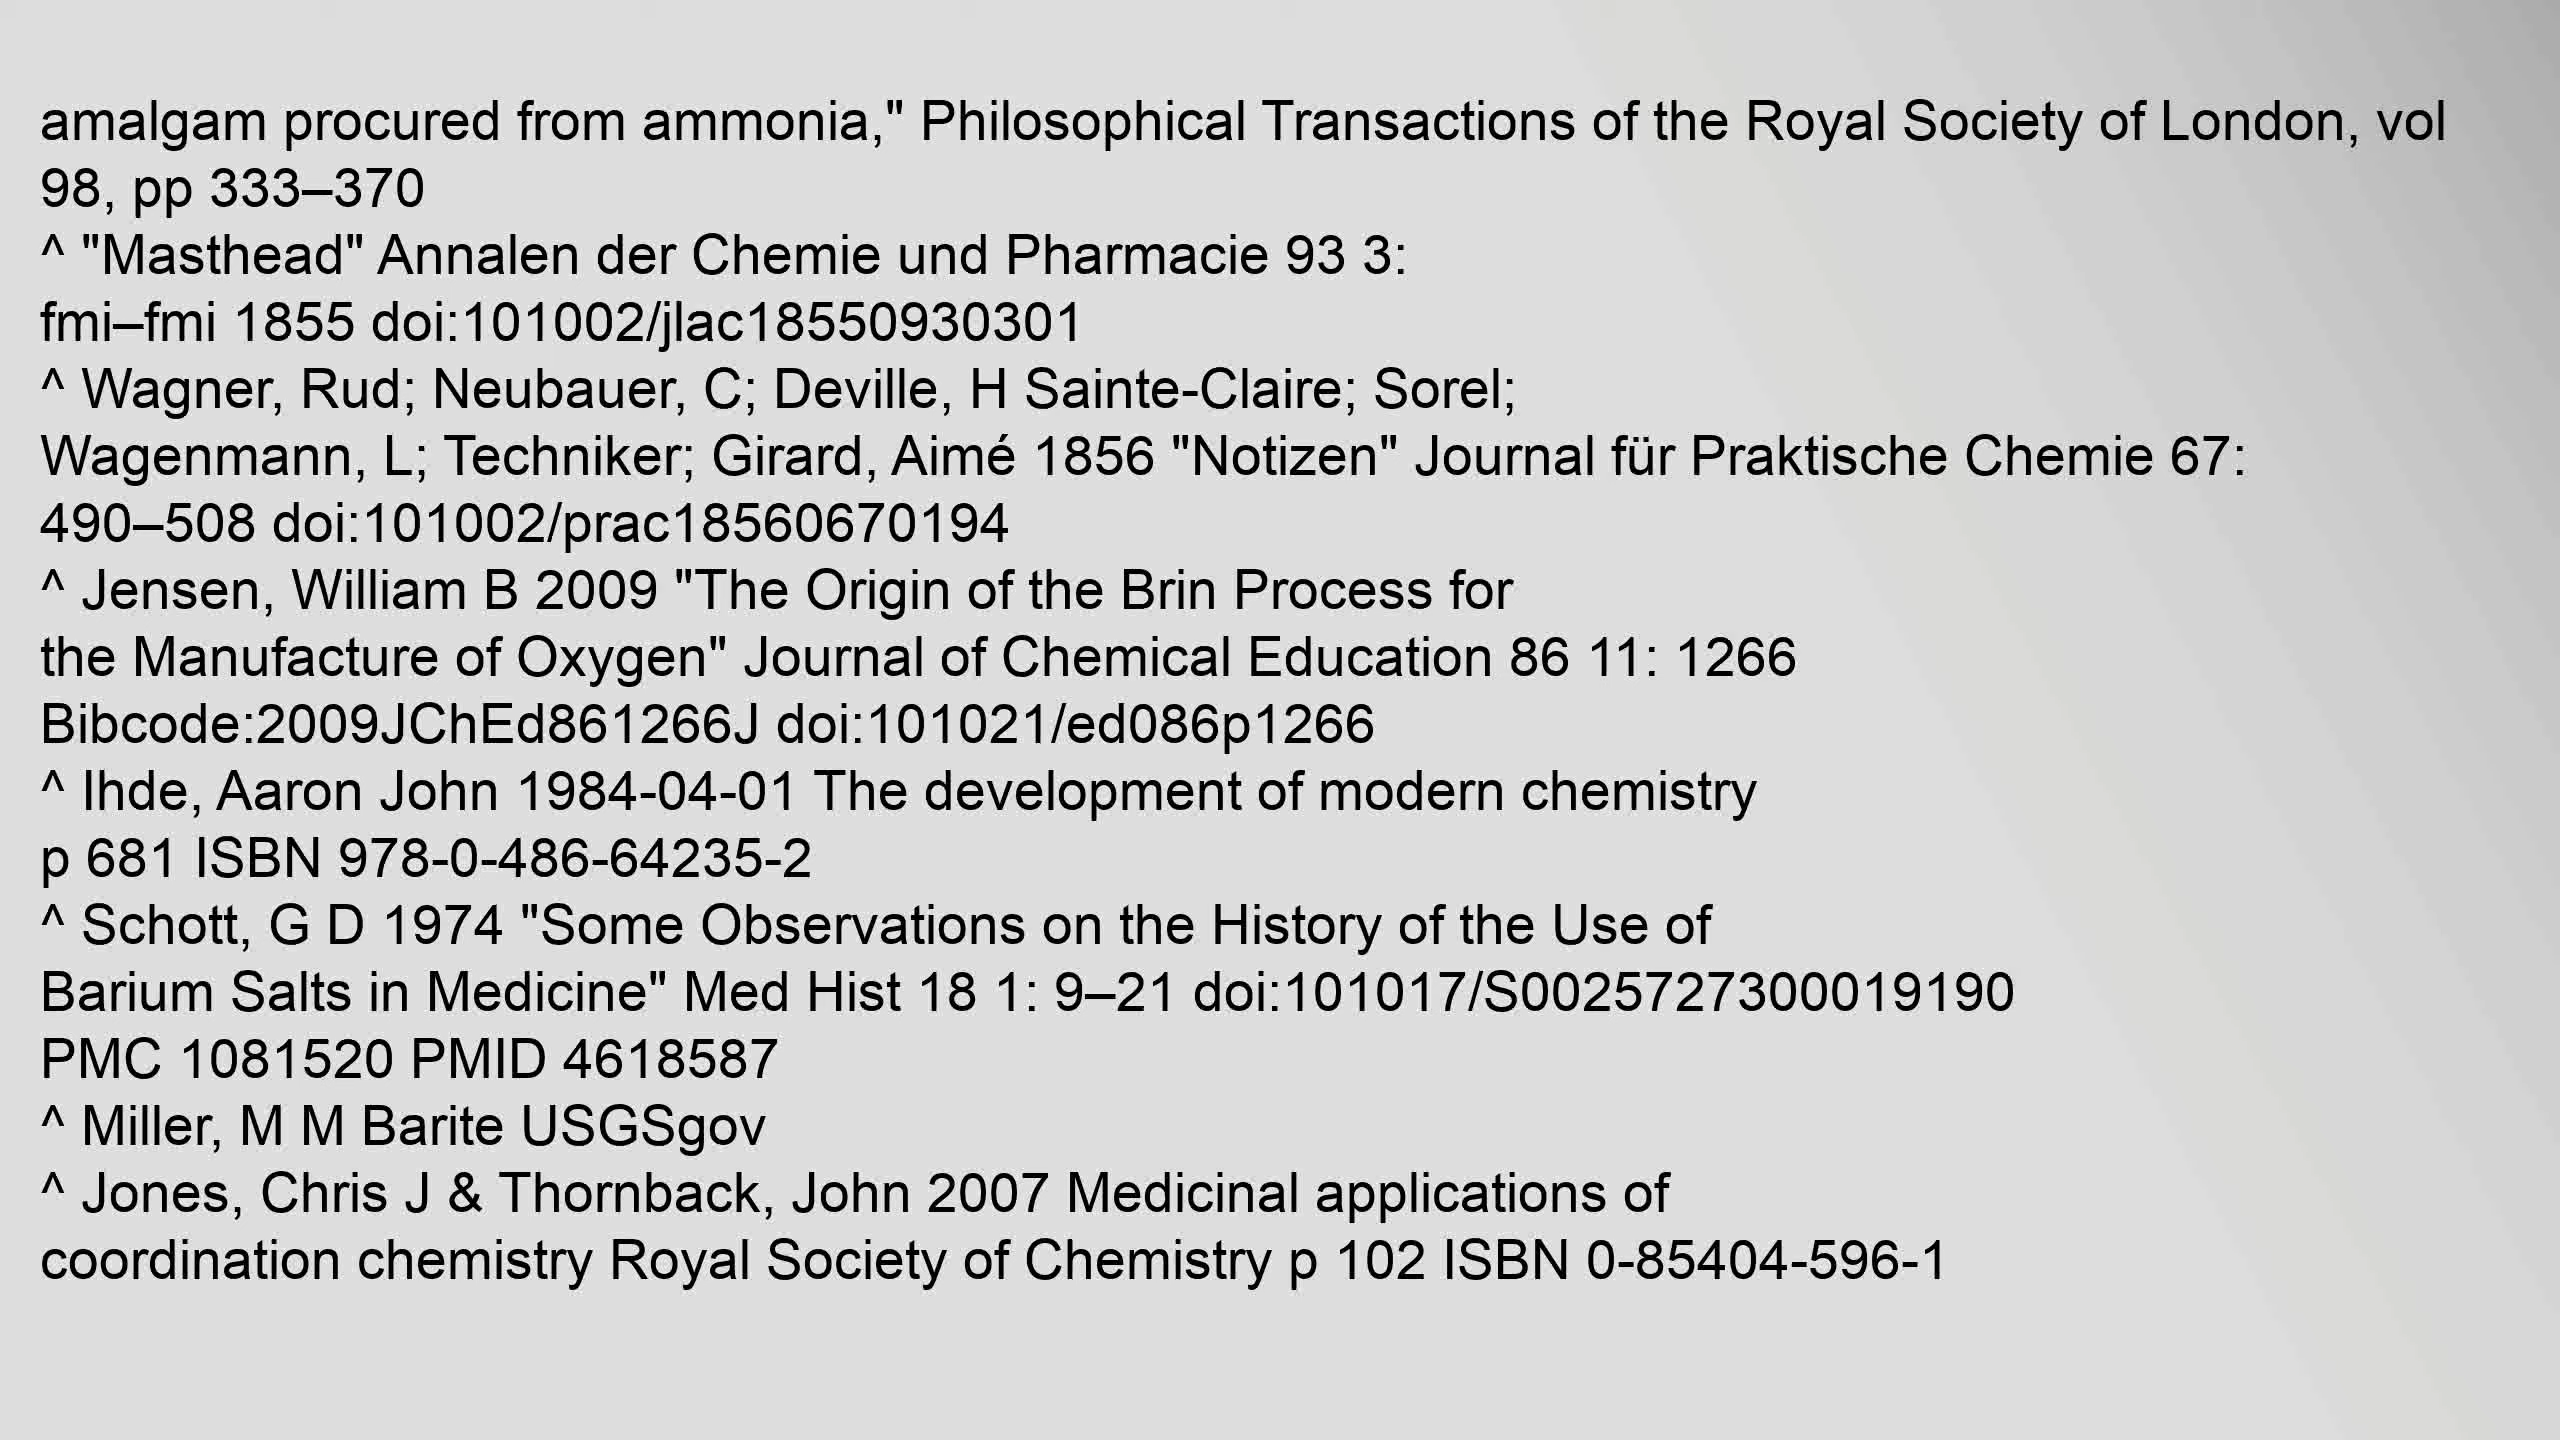 amalgam procured from ammonia," Philosophical Transactions of the Royal Society of London, vol
98, pp 333–370
^ "Masthead" Annalen der Chemie und Pharmacie 93 3:
fmi–fmi 1855 doi:101002/jlac18550930301
^ Wagner, Rud; Neubauer, C; Deville, H Sainte-Claire; Sorel;
Wagenmann, L; Techniker; Girard, Aimé 1856 "Notizen" Journal für Praktische Chemie 67:
490–508 doi:101002/prac18560670194
^ Jensen, William B 2009 "The Origin of the Brin Process for
the Manufacture of Oxygen" Journal of Chemical Education 86 11: 1266
Bibcode:2009JChEd861266J doi:101021/ed086p1266
^ Ihde, Aaron John 1984-04-01 The development of modern chemistry
p 681 ISBN 978-0-486-64235-2
^ Schott, G D 1974 "Some Observations on the History of the Use of
Barium Salts in Medicine" Med Hist 18 1: 9–21 doi:101017/S0025727300019190
PMC 1081520 PMID 4618587
^ Miller, M M Barite USGSgov
^ Jones, Chris J & Thornback, John 2007 Medicinal applications of
coordination chemistry Royal Society of Chemistry p 102 ISBN 0-85404-596-1